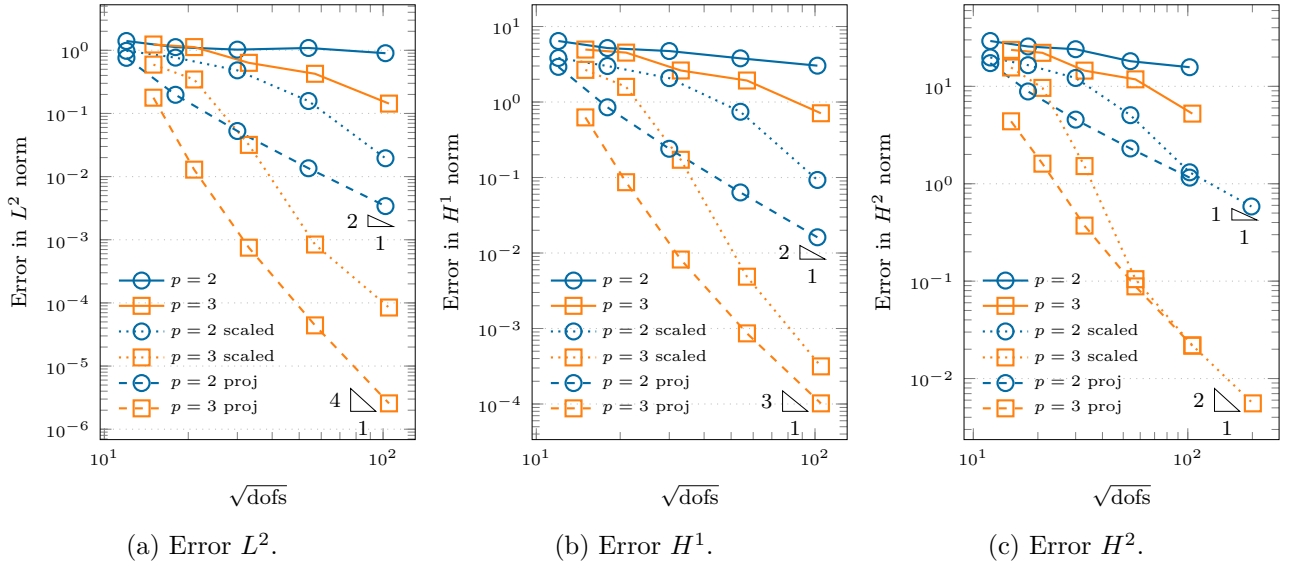 10^0
10^{-1}
10^{-2}
10^{-3}
10^{-4}
10^{-5}
10^{-6}
10^1
10^2
Error in L^2 norm
√dofs
p = 2
p = 3
p = 2 scaled
p = 3 scaled
p = 2 proj
p = 3 proj
2
1
4
1
(a) Error L^2.
10^1
10^0
10^{-1}
10^{-2}
10^{-3}
10^{-4}
10^1
10^2
Error in H^1 norm
√dofs
p = 2
p = 3
p = 2 scaled
p = 3 scaled
p = 2 proj
p = 3 proj
2
1
3
1
(b) Error H^1.
10^1
10^0
10^{-1}
10^{-2}
10^1
10^2
Error in H^2 norm
√dofs
p = 2
p = 3
p = 2 scaled
p = 3 scaled
p = 2 proj
p = 3 proj
1
1
2
1
(c) Error H^2.